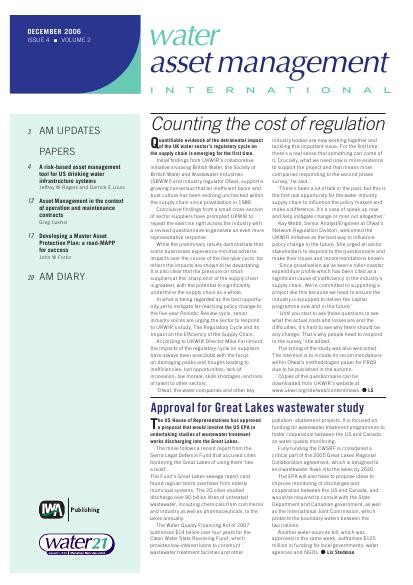 DECEMBER 2006
ISSUE 4 ■ VOLUME 2
water
asset management
INTERNATIONAL
3 AM UPDATES
PAPERS
4 A risk-based asset management
tool for US drinking water
infrastructure systems
Jeffrey W Rogers and Garrick E Louis
12 Asset Management in the context
of operation and maintenance
contracts
17 Developing a Master Asset
Protection Plan: a road-MAPP
for success
John W Fortin
20 AM DIARY
IWA Publishing
water21
Counting the cost of regulation
Quantifiable evidence of the detrimental impact
of the UK water sector's regulatory cycle on
the supply chain is emerging for the first time.
Initial findings from UKWIR's collaborative
initiative involving British Water, the Society of
British Water and Wastewater Industries
(SBWWI) and industry regulator Ofwat, support a
growing consensus that an inefficient boom and
bust culture has been evolving unchecked within
the supply chain since privatisation in 1989.
Conclusive findings from a small cross-section
of sector suppliers have prompted UKWIR to
repeat the exercise right across the industry with
a revised questionnaire to generate an even more
representative response.
While the preliminary results demonstrate that
some businesses experience minimal adverse
impacts over the course of the five-year cycle, for
others the impacts are shown to be devastating.
It is also clear that the pressure on small
suppliers at the 'sharp end' of the supply chain
is greatest, with the potential to significantly
undermine the supply chain as a whole.
In what is being regarded as the best opportu-
nity yet to instigate far-reaching policy change to
the five-year Periodic Review cycle, senior
industry voices are urging the sector to respond
to UKWIR's study, The Regulatory Cycle and its
Impact on the Efficiency of the Supply Chain.
According to UKWIR Director Mike Farrimond,
the impacts of the regulatory cycle on suppliers
have always been anecdotal with the focus
on damaging peaks and troughs leading to
inefficiencies; lost opportunities; lack of
innovation; low morale; skills shortages; and loss
of talent to other sectors.
'Ofwat, the water companies and other key
industry bodies are now working together and
tackling this important issue. For the first time
there's a real sense that something can come of
it. Crucially, what we need now is more evidence
to support the project and that means more
companies responding to the second phase
survey,' he said.
'There's been a lot of talk in the past, but this is
the first real opportunity for the water industry
supply chain to influence the policy makers and
make a difference. It's a case of speak up now,
and help instigate change or miss out altogether.'
Kay Webb, Senior Analyst/Engineer at Ofwat's
Network Regulation Division, welcomed the
UKWIR initiative as the best way to influence
policy change in the future. She urged all sector
stakeholders to respond to the questionnaire and
make their issues and recommendations known.
'Since privatisation we've seen a roller-coaster
expenditure profile which has been cited as a
significant cause of inefficiency in the industry's
supply chain. We're committed to supporting a
project like this because we need to ensure the
industry is equipped to deliver the capital
programme now and in the future.'
'Until you start to ask these questions to see
what the actual costs and losses are and the
difficulties, it's hard to see why there should be
any change. That's why people need to respond
to the survey,' she added.
The timing of the study was also welcomed.
The intention is to include its recommendations
within Ofwat's methodologies paper for PR09
due to be published in the autumn.
Copies of the questionnaire can be
downloaded from UKWIR's website at
www.ukwir.org/site/web/content/news. ● LS
Approval for Great Lakes wastewater study
The US House of Representatives has approved
a proposal that would involve the US EPA in
undertaking studies of wastewater treatment
works discharging into the Great Lakes.
The move follows a recent report from the
Sierra Legal Defence Fund that accused cities
bordering the Great Lakes of using them 'like
a toilet'.
The Fund's Great Lakes sewage report card
found regular storm overflows from elderly
municipal systems. The 20 cities studied
discharge over 90 billion litres of untreated
wastewater, including chemicals from commerce
and industry as well as pharmaceuticals, to the
lakes annually.
The Water Quality Financing Act of 2007
authorises $14 billion over four years for the
Clean Water State Revolving Fund, which
provides low-interest loans to construct
wastewater treatment facilities and other
pollution- abatement projects. It is focused on
funding wastewater treatment programmes to
foster cooperation between the US and Canada
on water quality monitoring.
Fully funding the CWSRF is considered a
critical part of the 2005 Great Lakes Regional
Collaboration agreement, which is designed to
end wastewater flows into the lakes by 2020.
The EPA will also have to propose ideas to
improve monitoring of discharges and
cooperation between the US and Canada, and
would be required to consult with the State
Department and Canadian government, as well
as the International Joint Commission, which
protects the boundary waters between the
two nations.
Another water-sources bill, which was
approved in the same week, authorises $125
million in funding for local governments, water
agencies and NGOs. ● Lis Stedman